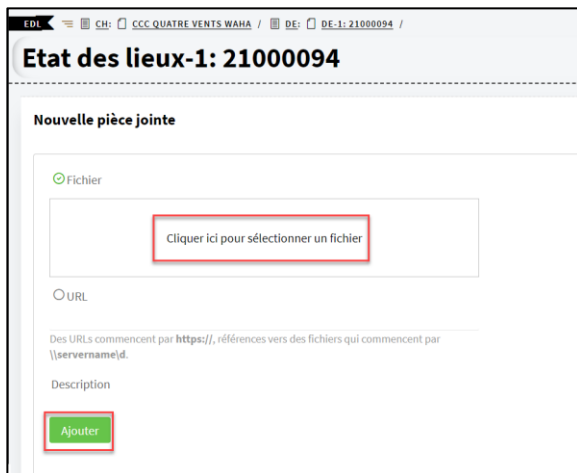 EDL CH: CCC QUATRE VENTS WAHA / DE: DE-1: 21000094 /
Etat des lieux-1: 21000094
Nouvelle pièce jointe
Fichier
Cliquer ici pour sélectionner un fichier
URL
Des URLs commencent par https://, références vers des fichiers qui commencent par
\\servername\d.
Description
Ajouter